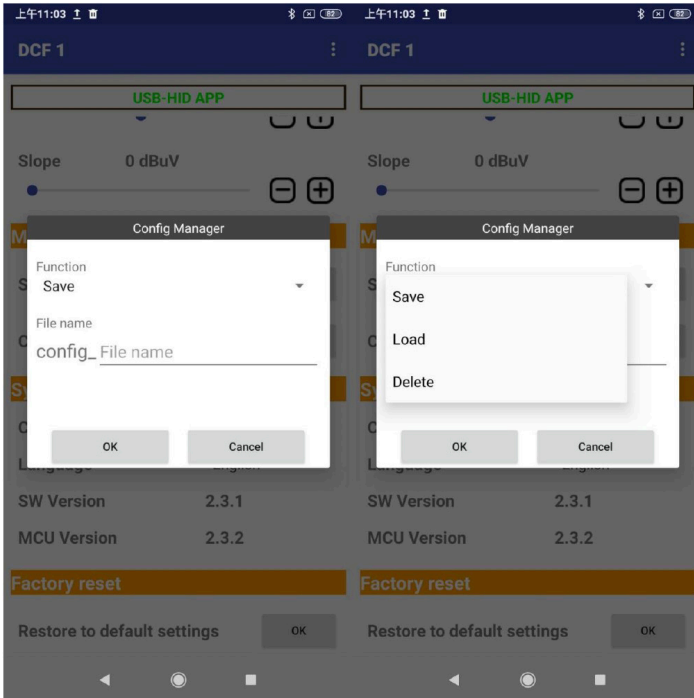 上午11:03
82
DCF 1
USB-HID APP
Slope 0 dBuV
Config Manager
Function
Save
File name
config_ File name
OK Cancel
SW Version 2.3.1
MCU Version 2.3.2
Factory reset
Restore to default settings OK
上午11:03
82
DCF 1
USB-HID APP
Slope 0 dBuV
Config Manager
Function
Save
Load
Delete
OK Cancel
SW Version 2.3.1
MCU Version 2.3.2
Factory reset
Restore to default settings OK